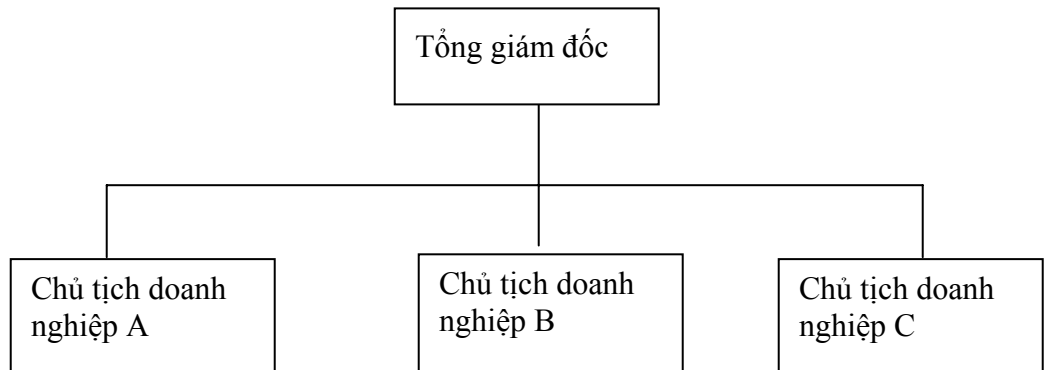 Tổng giám đốc
Chủ tịch doanh
nghiệp A
Chủ tịch doanh
nghiệp B
Chủ tịch doanh
nghiệp C